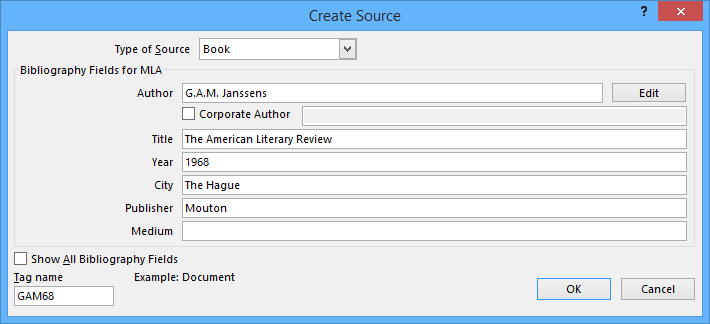 Create Source
? ×
Type of Source Book
Bibliography Fields for MLA
Author G.A.M. Janssens Edit
Corporate Author
Title The American Literary Review
Year 1968
City The Hague
Publisher Mouton
Medium
Show All Bibliography Fields
Tag name Example: Document
GAM68 OK Cancel